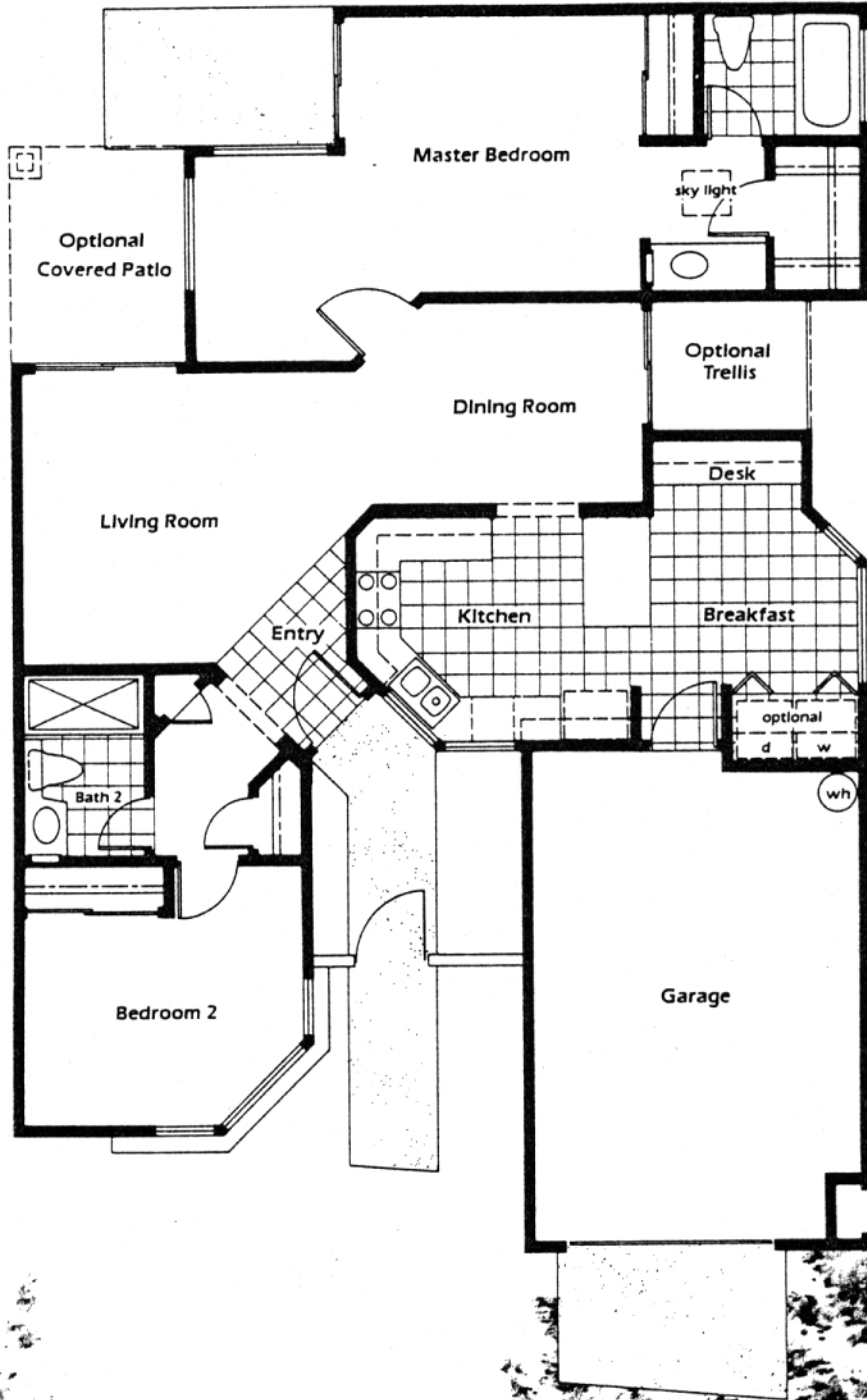 Master Bedroom
sky light
Optional
Covered Patio
Optional
Trellis
Dining Room
Desk
Living Room
Kitchen
Breakfast
Entry
optional
d w
Bath 2
wh
Garage
Bedroom 2